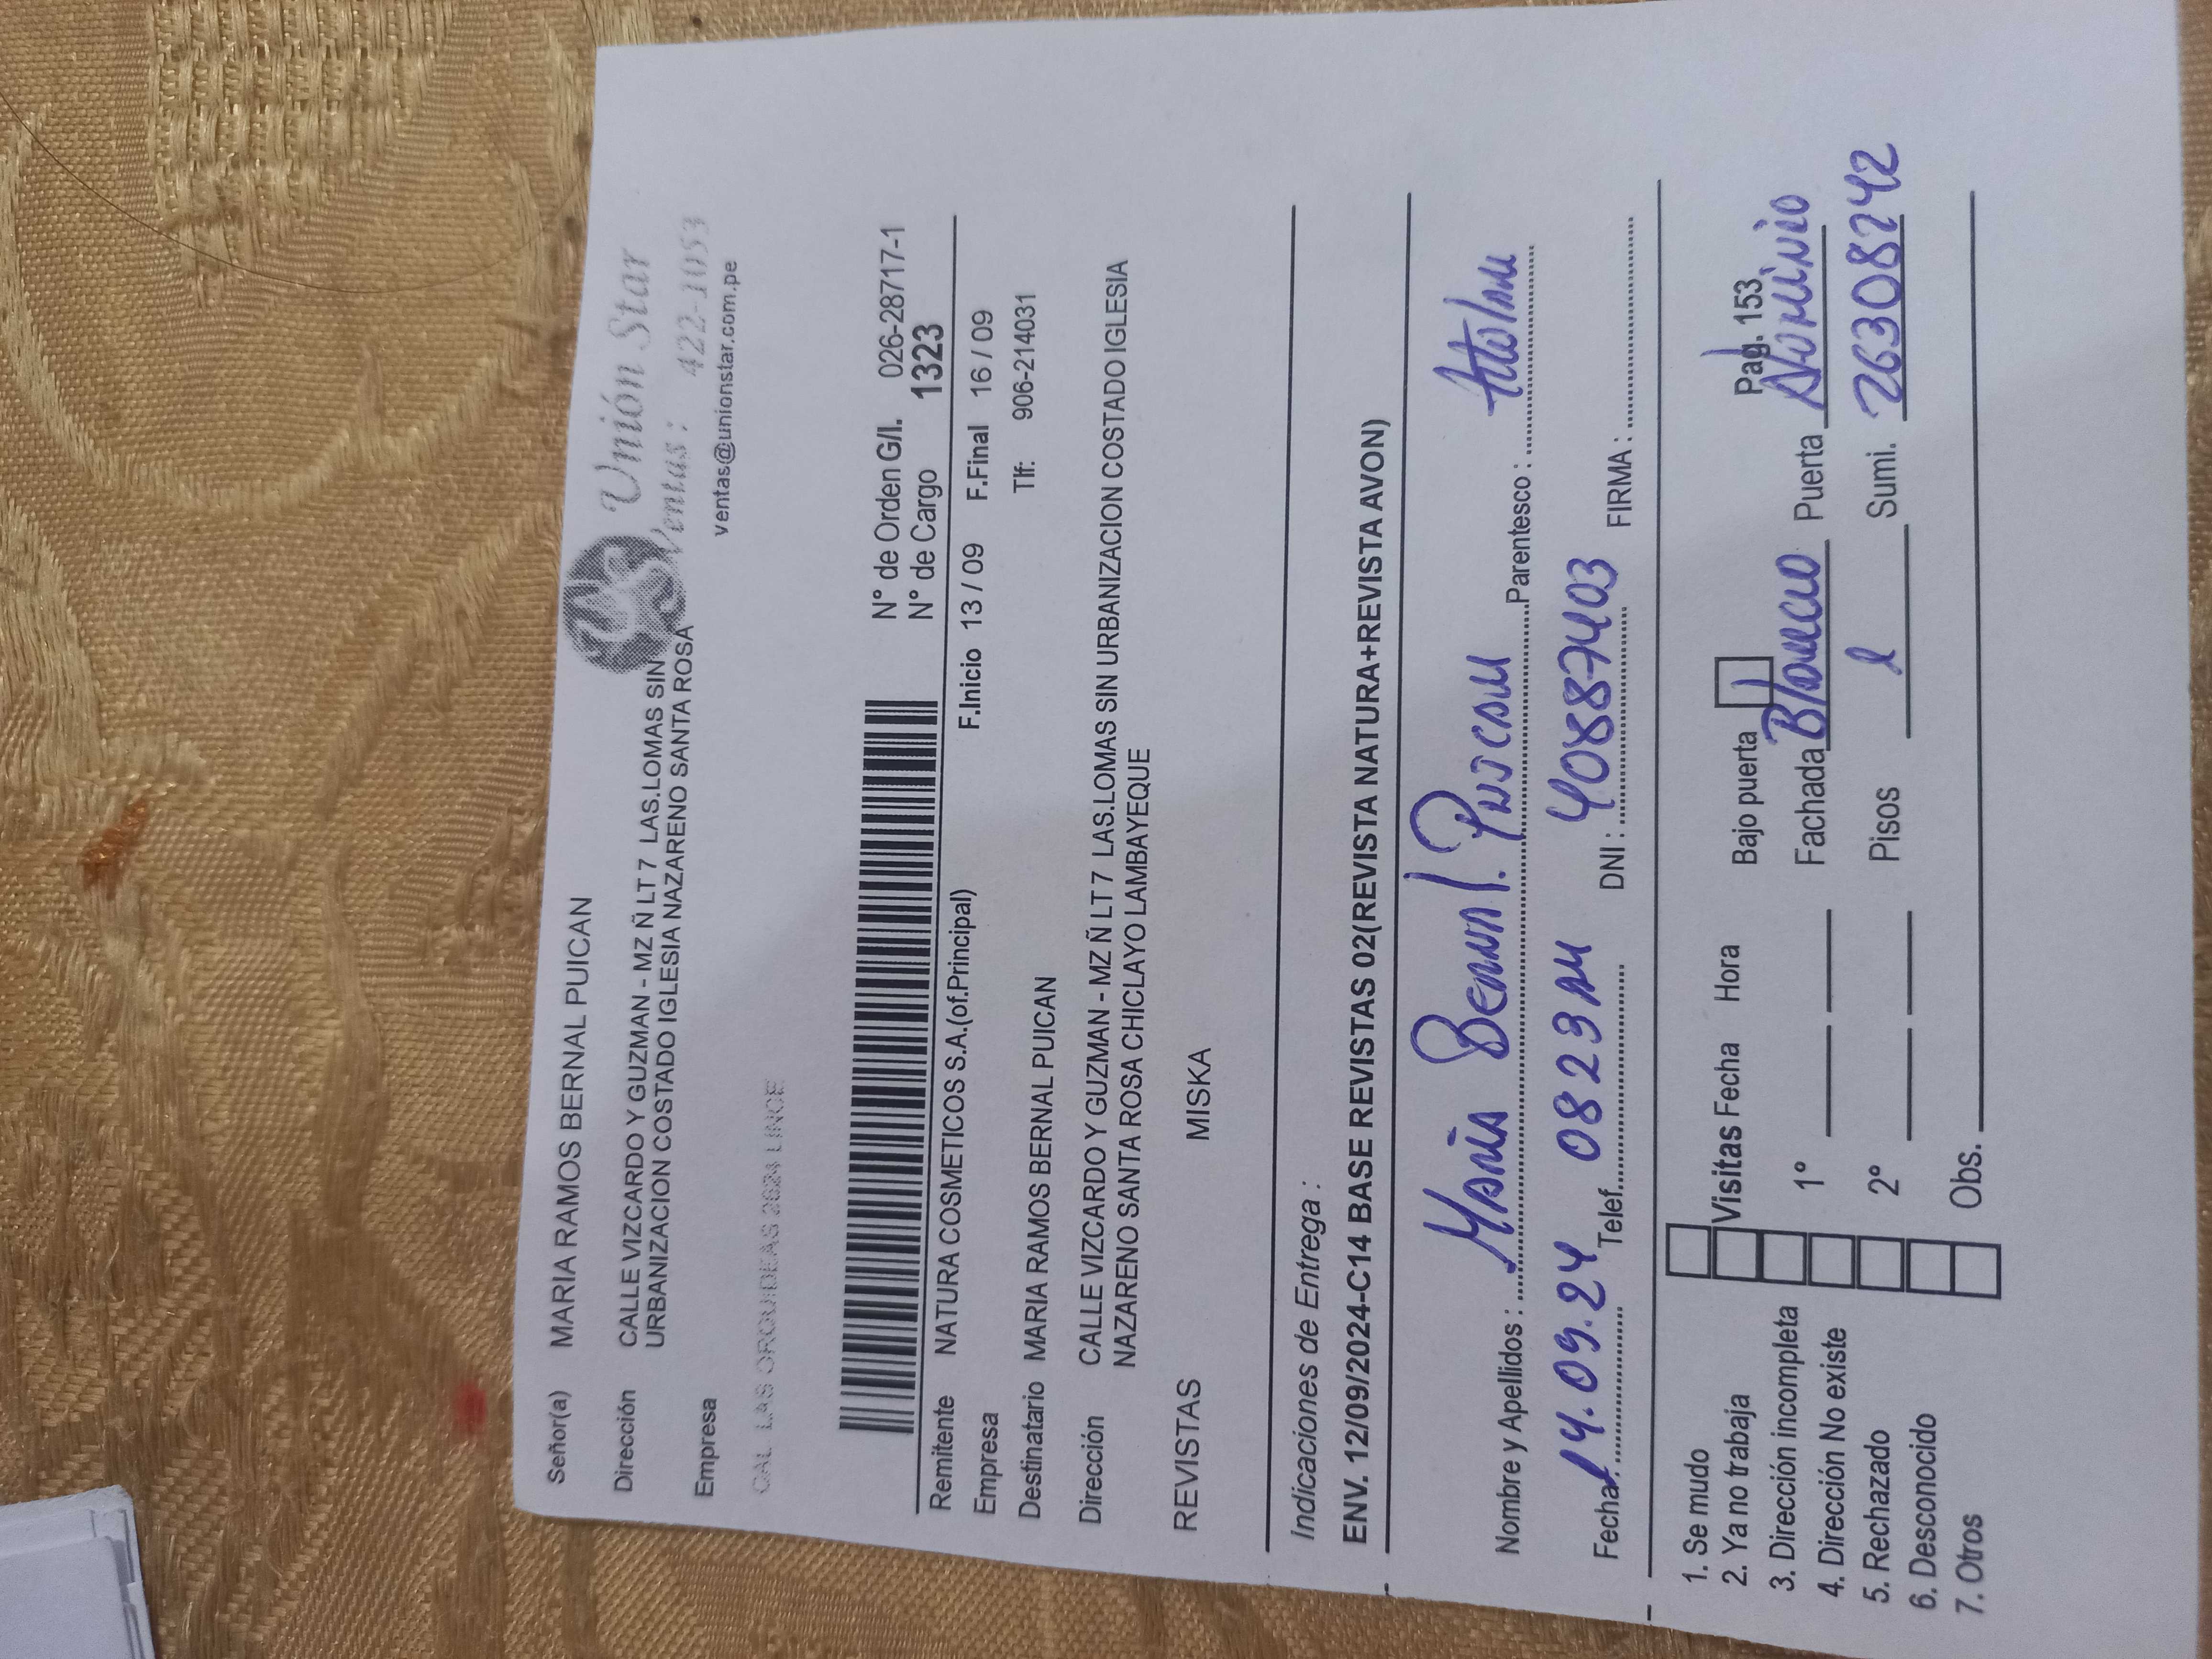 Señor(a) MARIA RAMOS BERNAL PUICAN
Unión Star
Dirección CALLE VIZCARDO Y GUZMAN - MZ Ñ LT 7 LAS.LOMAS SIN
URBANIZACION COSTADO IGLESIA NAZARENO SANTA ROSA
Ventas : 422-1053
Empresa
ventas@unionstar.com.pe
CAL LAS ORQUIDEAS 2624 LINCE
N° de Orden G/I. 026-28717-1
N° de Cargo 1323
Remitente NATURA COSMETICOS S.A.(of.Principal)
F.Inicio 13 / 09 F.Final 16 / 09
Empresa
Tlf: 906-214031
Destinatario MARIA RAMOS BERNAL PUICAN
Dirección CALLE VIZCARDO Y GUZMAN - MZ Ñ LT 7 LAS.LOMAS SIN URBANIZACION COSTADO IGLESIA
NAZARENO SANTA ROSA CHICLAYO LAMBAYEQUE
REVISTAS MISKA
Indicaciones de Entrega :
ENV. 12/09/2024-C14 BASE REVISTAS 02(REVISTA NATURA+REVISTA AVON)
Nombre y Apellidos : Maria Bernal. Puican Parentesco : Titular
Fecha: 14.09.24 Telef. 0823 DNI : 40887403 FIRMA :
Pag. 153
1. Se mudo
2. Ya no trabaja Visitas Fecha Hora Bajo puerta
3. Dirección incompleta 1° Fachada Blanco Puerta Aluminio
4. Dirección No existe
5. Rechazado 2° Pisos 1 Sumi. 26308242
6. Desconocido
7. Otros Obs.